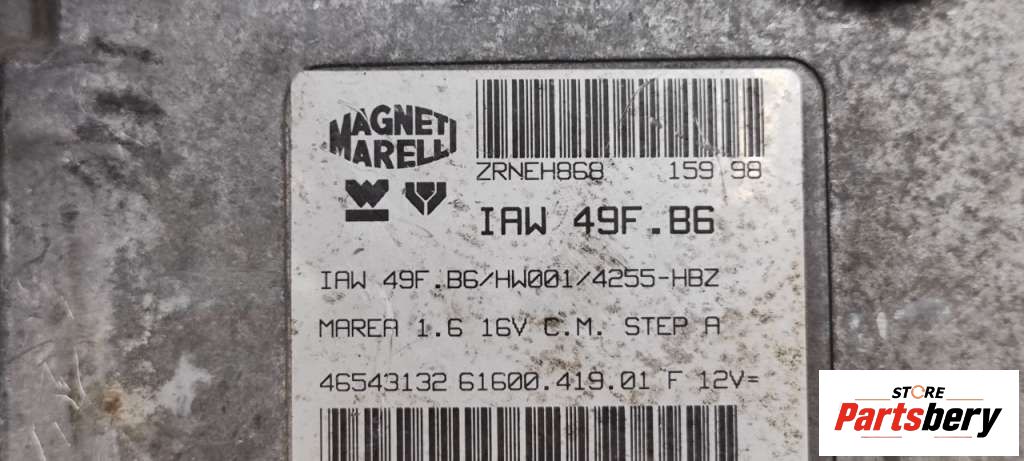 MAGNETI
MARELLI
ZRNEH868 159 98
IAW 49F.B6
IAW 49F.B6/HW001/4255-HBZ
MAREA 1.6 16V C.M. STEP A
46543132 61600.419.01 F 12V=
STORE
Partsbery